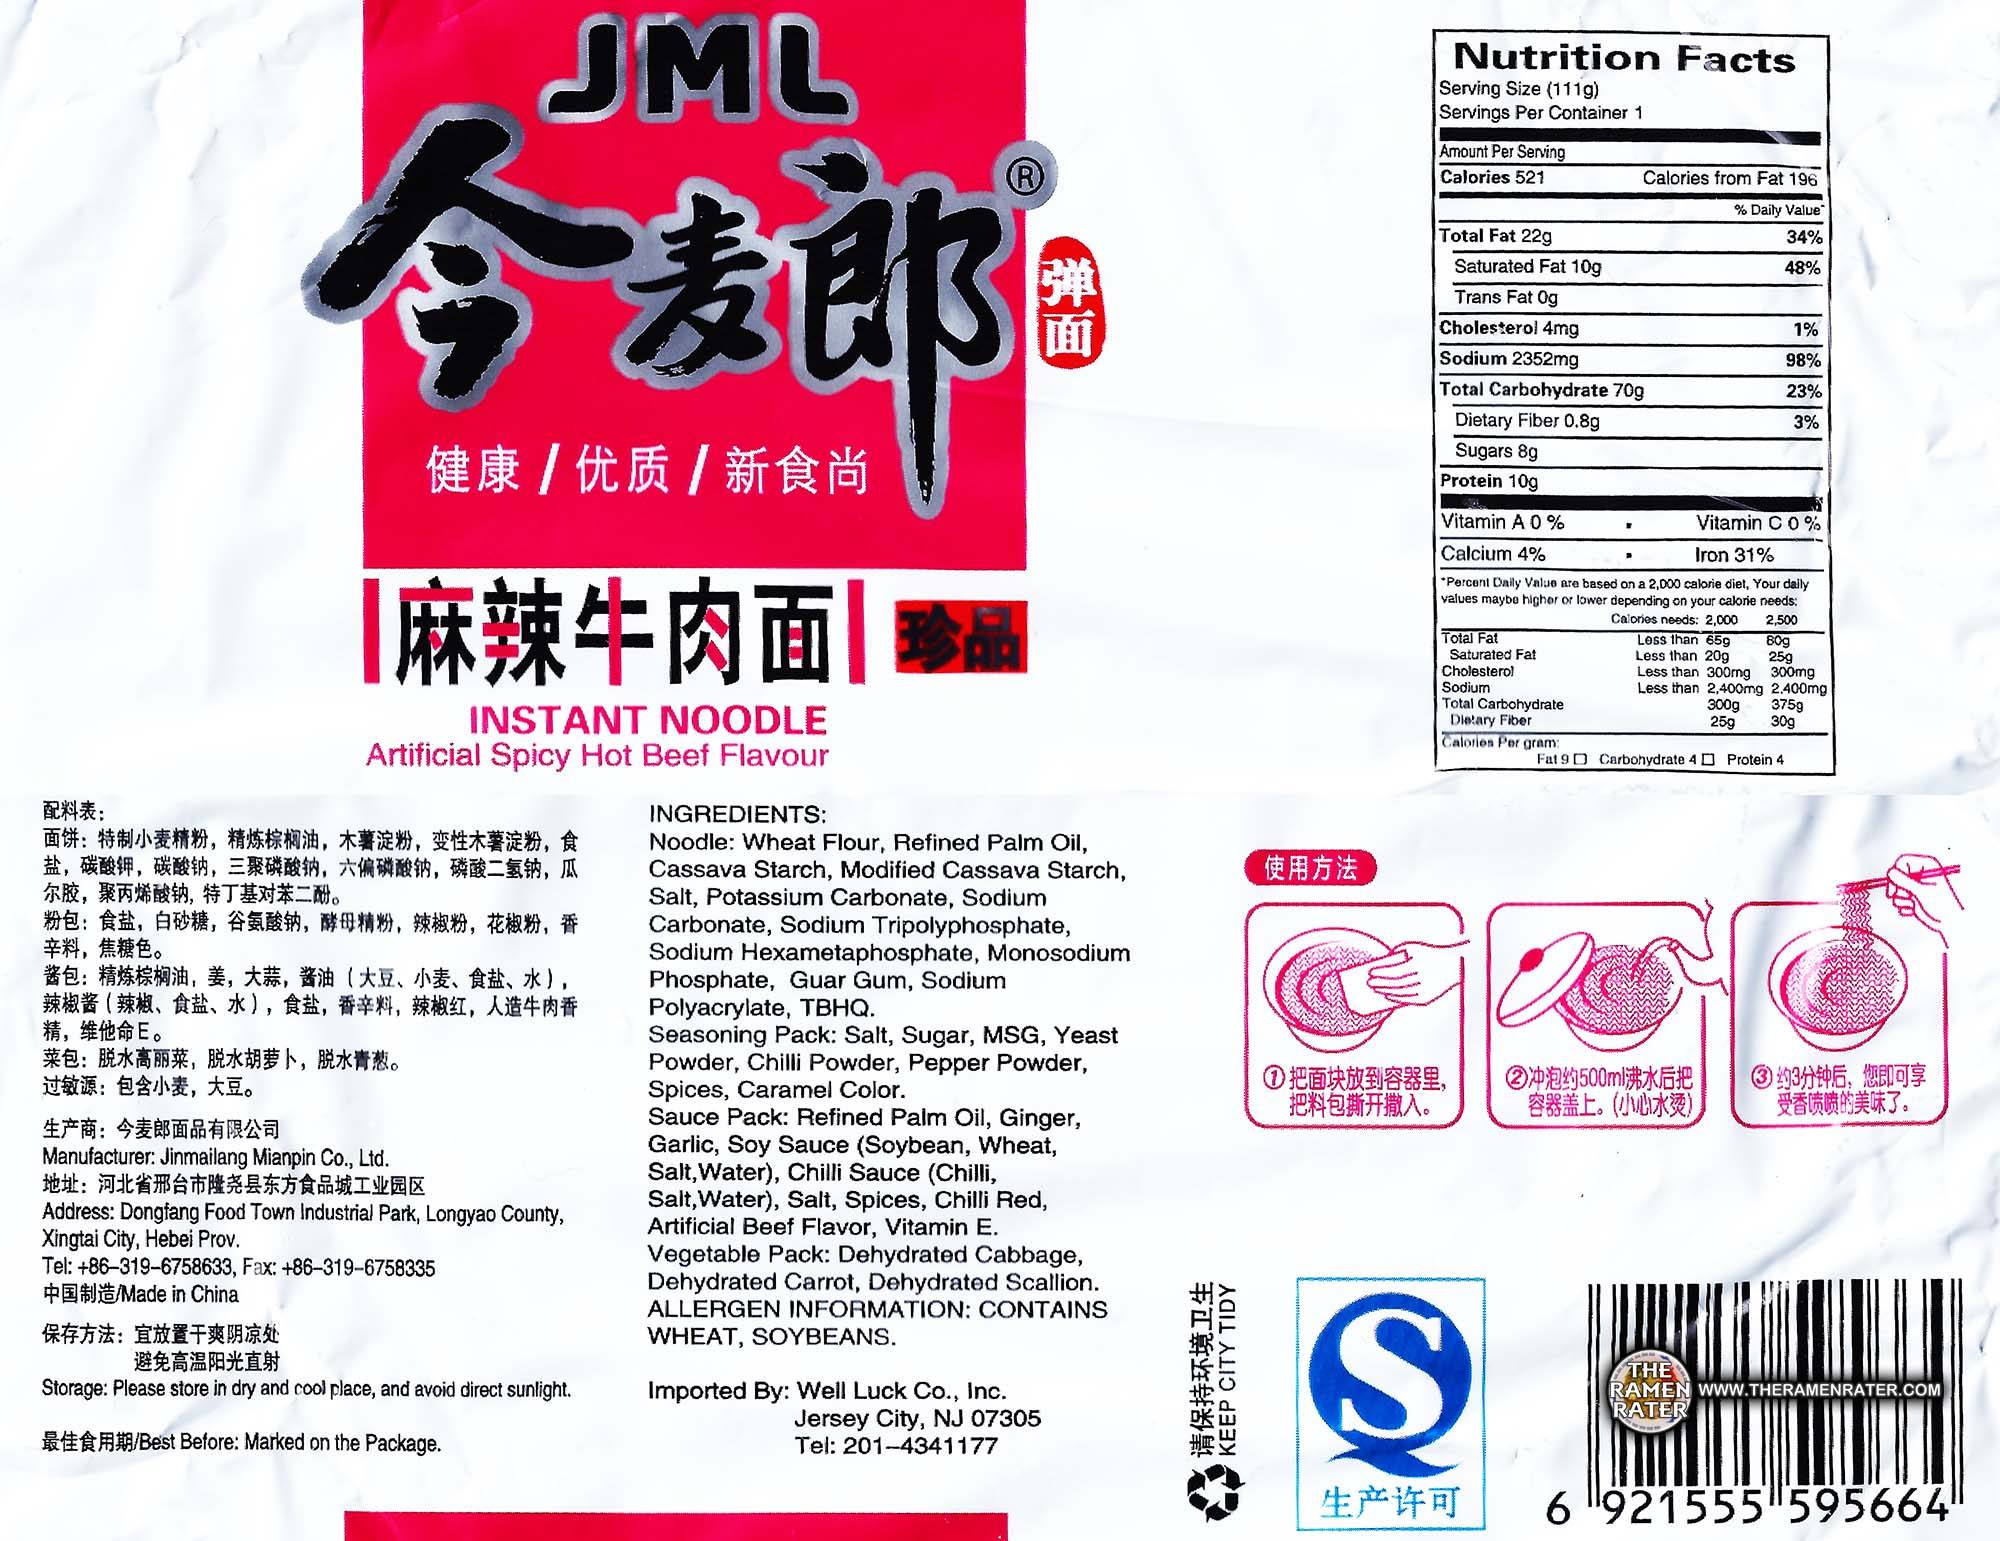 JML
今麦郎®
弹面
健康/优质/新食尚
麻辣牛肉面
珍品
INSTANT NOODLE
Artificial Spicy Hot Beef Flavour
Nutrition Facts
Serving Size (111g)
Servings Per Container 1
Amount Per Serving
Calories 521 Calories from Fat 196
% Daily Value*
Total Fat 22g 34%
Saturated Fat 10g 48%
Trans Fat 0g
Cholesterol 4mg 1%
Sodium 2352mg 98%
Total Carbohydrate 70g 23%
Dietary Fiber 0.8g 3%
Sugars 8g
Protein 10g
Vitamin A 0 % ▪ Vitamin C 0 %
Calcium 4% ▪ Iron 31%
*Percent Daily Value are based on a 2,000 calorie diet, Your daily
values maybe higher or lower depending on your calorie needs:
Calories needs: 2,000 2,500
Total Fat Less than 65g 80g
Saturated Fat Less than 20g 25g
Cholesterol Less than 300mg 300mg
Sodium Less than 2,400mg 2.400mg
Total Carbohydrate 300g 375g
Dietary Fiber 25g 30g
Calories Per gram:
Fat 9 □ Carbohydrate 4 □ Protein 4
配料表：
面饼：特制小麦精粉，精炼棕榈油，木薯淀粉，变性木薯淀粉，食
盐，碳酸钾，碳酸钠，三聚磷酸钠，六偏磷酸钠，磷酸二氢钠，瓜
尔胶，聚丙烯酸钠，特丁基对苯二酚。
粉包：食盐，白砂糖，谷氨酸钠，酵母精粉，辣椒粉，花椒粉，香
辛料，焦糖色。
酱包：精炼棕榈油，姜，大蒜，酱油（大豆、小麦、食盐、水），
辣椒酱（辣椒、食盐、水），食盐，香辛料，辣椒红，人造牛肉香
精，维他命E。
菜包：脱水高丽菜，脱水胡萝卜，脱水青葱。
过敏源：包含小麦，大豆。
生产商：今麦郎面品有限公司
Manufacturer: Jinmailang Mianpin Co., Ltd.
地址：河北省邢台市隆尧县东方食品城工业园区
Address: Dongfang Food Town Industrial Park, Longyao County,
Xingtai City, Hebei Prov.
Tel: +86–319–6758633, Fax: +86–319–6758335
中国制造/Made in China
保存方法：宜放置干爽阴凉处
避免高温阳光直射
Storage: Please store in dry and cool place, and avoid direct sunlight.
最佳食用期/Best Before: Marked on the Package.
INGREDIENTS:
Noodle: Wheat Flour, Refined Palm Oil,
Cassava Starch, Modified Cassava Starch,
Salt, Potassium Carbonate, Sodium
Carbonate, Sodium Tripolyphosphate,
Sodium Hexametaphosphate, Monosodium
Phosphate, Guar Gum, Sodium
Polyacrylate, TBHQ.
Seasoning Pack: Salt, Sugar, MSG, Yeast
Powder, Chilli Powder, Pepper Powder,
Spices, Caramel Color.
Sauce Pack: Refined Palm Oil, Ginger,
Garlic, Soy Sauce (Soybean, Wheat,
Salt,Water), Chilli Sauce (Chilli,
Salt,Water), Salt, Spices, Chilli Red,
Artificial Beef Flavor, Vitamin E.
Vegetable Pack: Dehydrated Cabbage,
Dehydrated Carrot, Dehydrated Scallion.
ALLERGEN INFORMATION: CONTAINS
WHEAT, SOYBEANS.
Imported By: Well Luck Co., Inc.
Jersey City, NJ 07305
Tel: 201–4341177
使用方法
①把面块放到容器里，
把料包撕开撒入。
②冲泡约500ml沸水后把
容器盖上。(小心水烫)
③约3分钟后，您即可享
受香喷喷的美味了。
请保持环境卫生
KEEP CITY TIDY
S
生产许可
THE
RAMEN
RATER
WWW.THERAMENRATER.COM
6 921555 595664